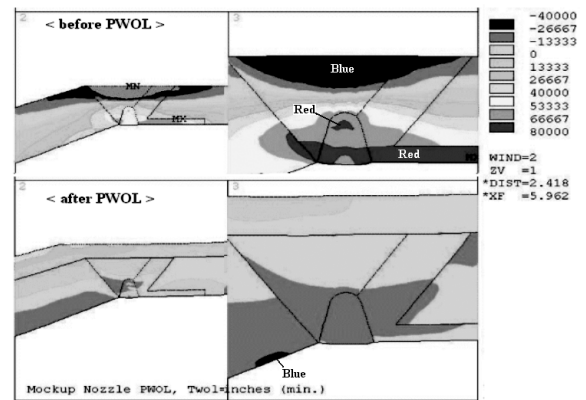 2
< before PWOL >
MN
MX
3
Blue
Red
Red
-40000
-26667
-13333
0
13333
26667
40000
53333
66667
80000
WIND=2
ZV =1
*DIST=2.418
*XF =5.962
2
< after PWOL >
3
Blue
Mockup Nozzle PWOL, Twol=inches (min.)